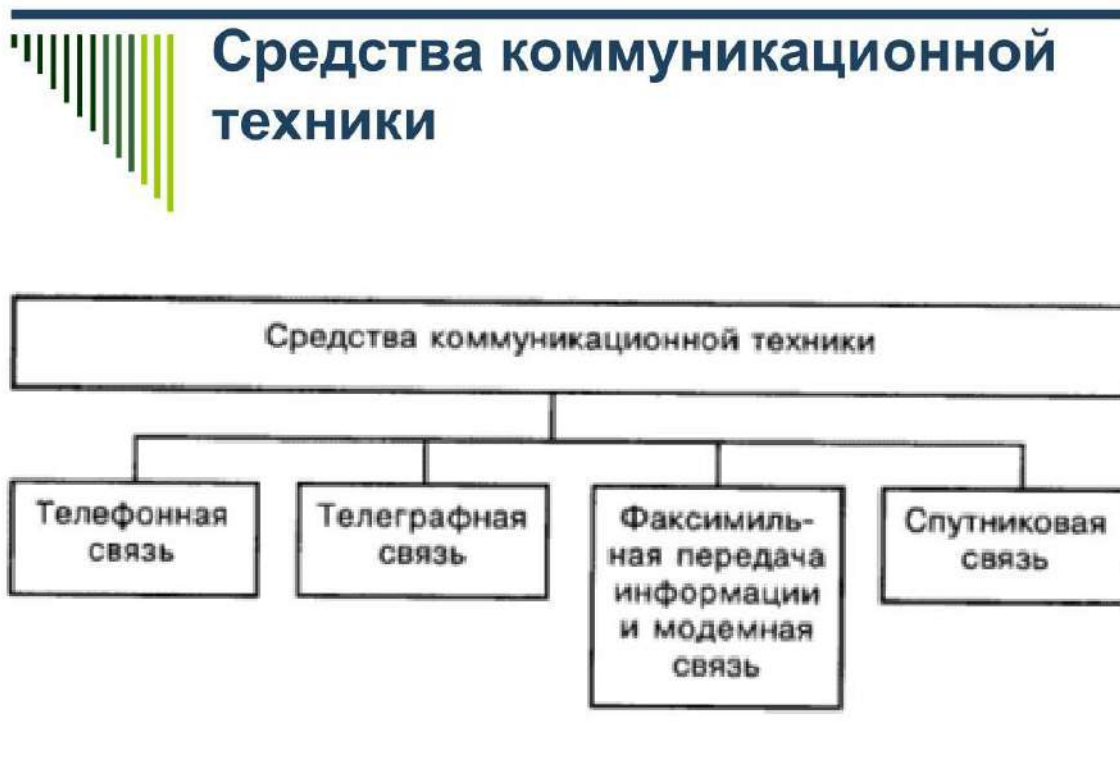 Средства коммуникационной
техники
Средства коммуникационной техники
Телефонная
связь
Телеграфная
связь
Факсимиль-
ная передача
информации
и модемная
связь
Спутниковая
связь